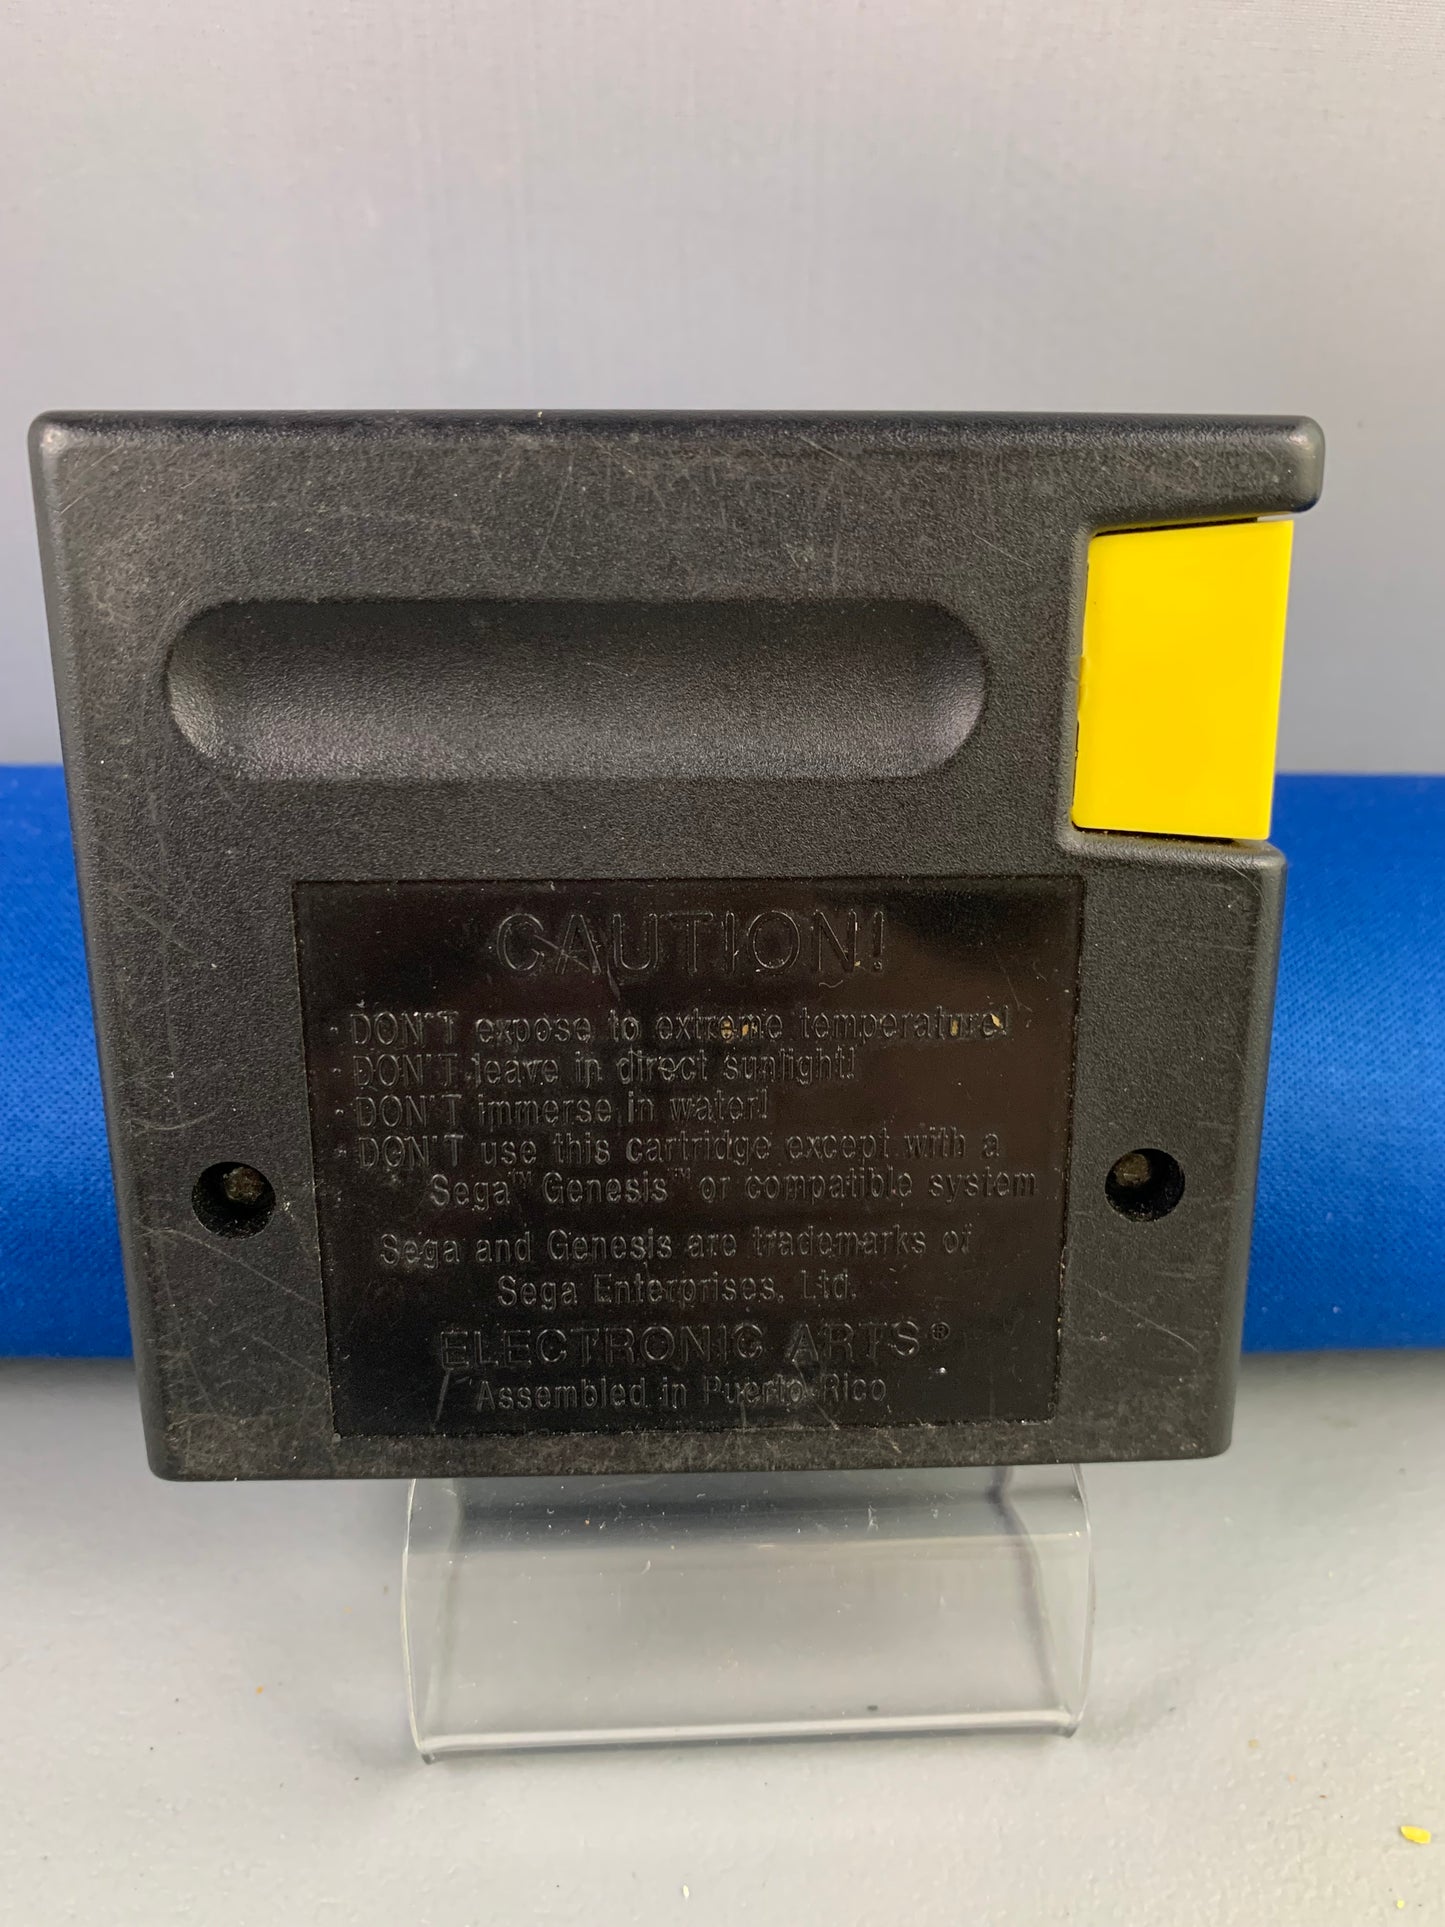 CAUTION!
- DON'T expose to extreme temperature!
- DON'T leave in direct sunlight!
- DON'T immerse in water!
- DON'T use this cartridge except with a
Sega™ Genesis™ or compatible system
Sega and Genesis are trademarks of
Sega Enterprises, Ltd.
ELECTRONIC ARTS®
Assembled in Puerto Rico